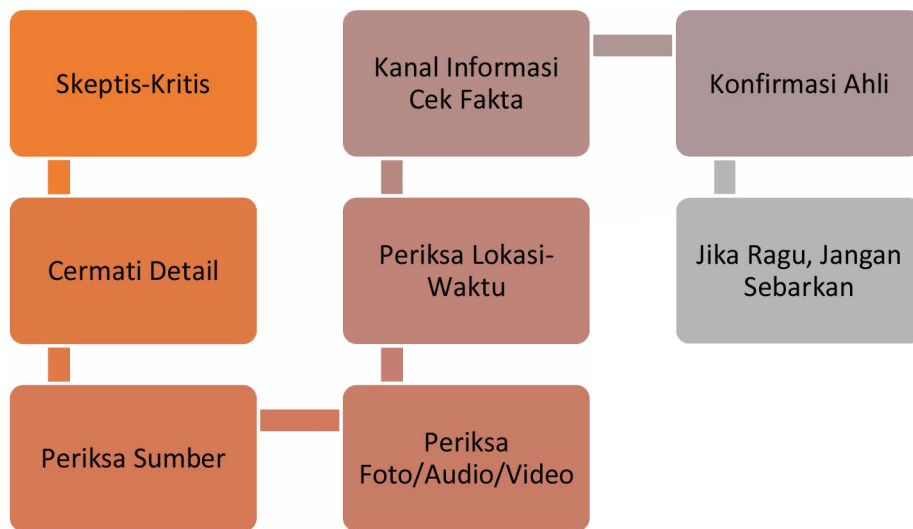 Skeptis-Kritis
Cermati Detail
Periksa Sumber
Periksa
Foto/Audio/Video
Periksa Lokasi-
Waktu
Kanal Informasi
Cek Fakta
Konfirmasi Ahli
Jika Ragu, Jangan
Sebarkan